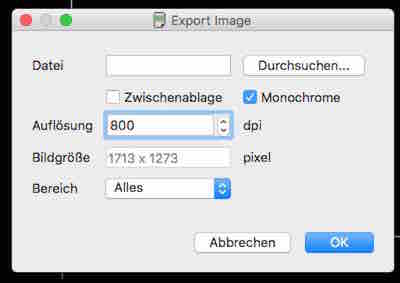 Export Image
Datei Durchsuchen...
Zwischenablage Monochrome
Auflösung 800 dpi
Bildgröße 1713 x 1273 pixel
Bereich Alles
Abbrechen OK